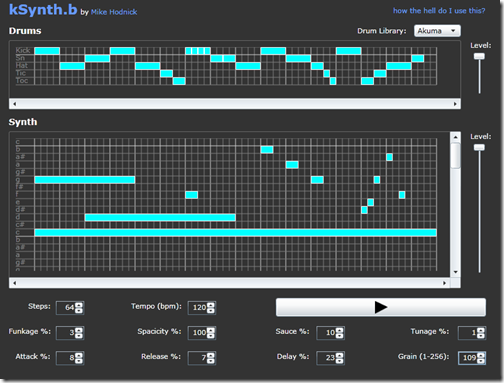 kSynth.b by Mike Hodnick
how the hell do I use this?
Drums
Drum Library: Akuma
Level:
Kick
Sn
Hat
Tic
Toc
Synth
Level:
c
b
a#
a
g#
g
f#
f
e
d#
d
c#
c
b
a#
a
g#
g
Steps: 64
Tempo (bpm): 120
Funkage %: 3
Spacicity %: 100
Sauce %: 10
Tunage %: 1
Attack %: 8
Release %: 7
Delay %: 23
Grain (1-256): 109